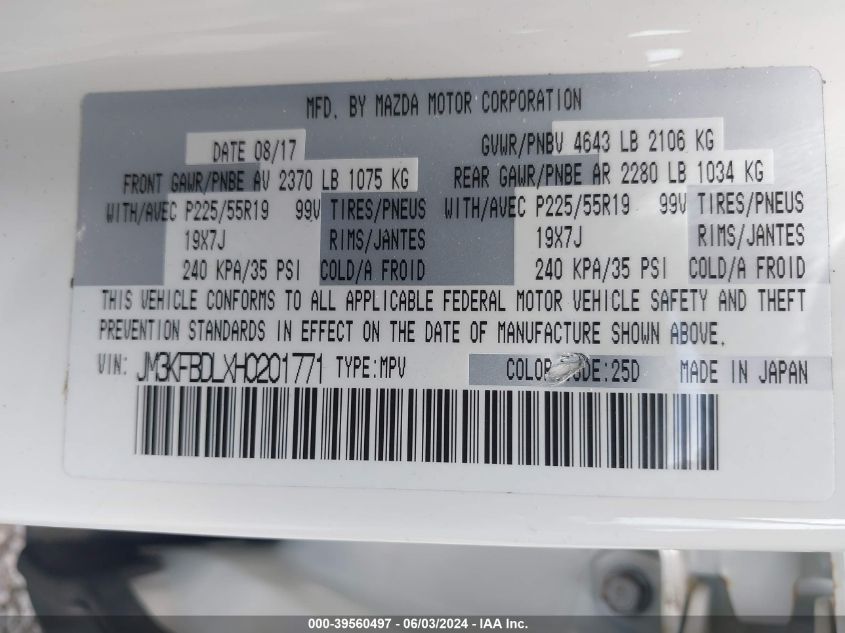 MFD. BY MAZDA MOTOR CORPORATION
DATE 08/17 GVWR/PNBV 4643 LB 2106 KG
FRONT GAWR/PNBE AV 2370 LB 1075 KG REAR GAWR/PNBE AR 2280 LB 1034 KG
WITH/AVEC P225/55R19 99V TIRES/PNEUS WITH/AVEC P225/55R19 99V TIRES/PNEUS
19X7J RIMS/JANTES 19X7J RIMS/JANTES
240 KPA/35 PSI COLD/A FROID 240 KPA/35 PSI COLD/A FROID
THIS VEHICLE CONFORMS TO ALL APPLICABLE FEDERAL MOTOR VEHICLE SAFETY AND THEFT
PREVENTION STANDARDS IN EFFECT ON THE DATE OF MANUFACTURE SHOWN ABOVE.
VIN: JM3KFBDLXH0201771 TYPE:MPV COLOR CODE:25D MADE IN JAPAN
000-39560497 - 06/03/2024 - IAA Inc.